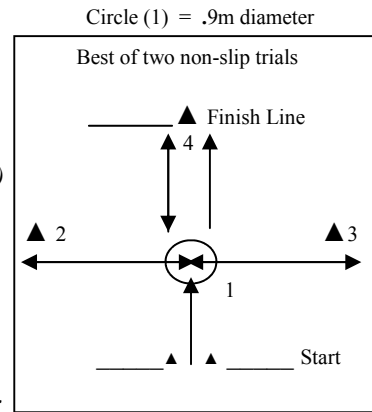 Circle (1) = .9m diameter
Best of two non-slip trials
Finish Line
4
2
3
1
Start